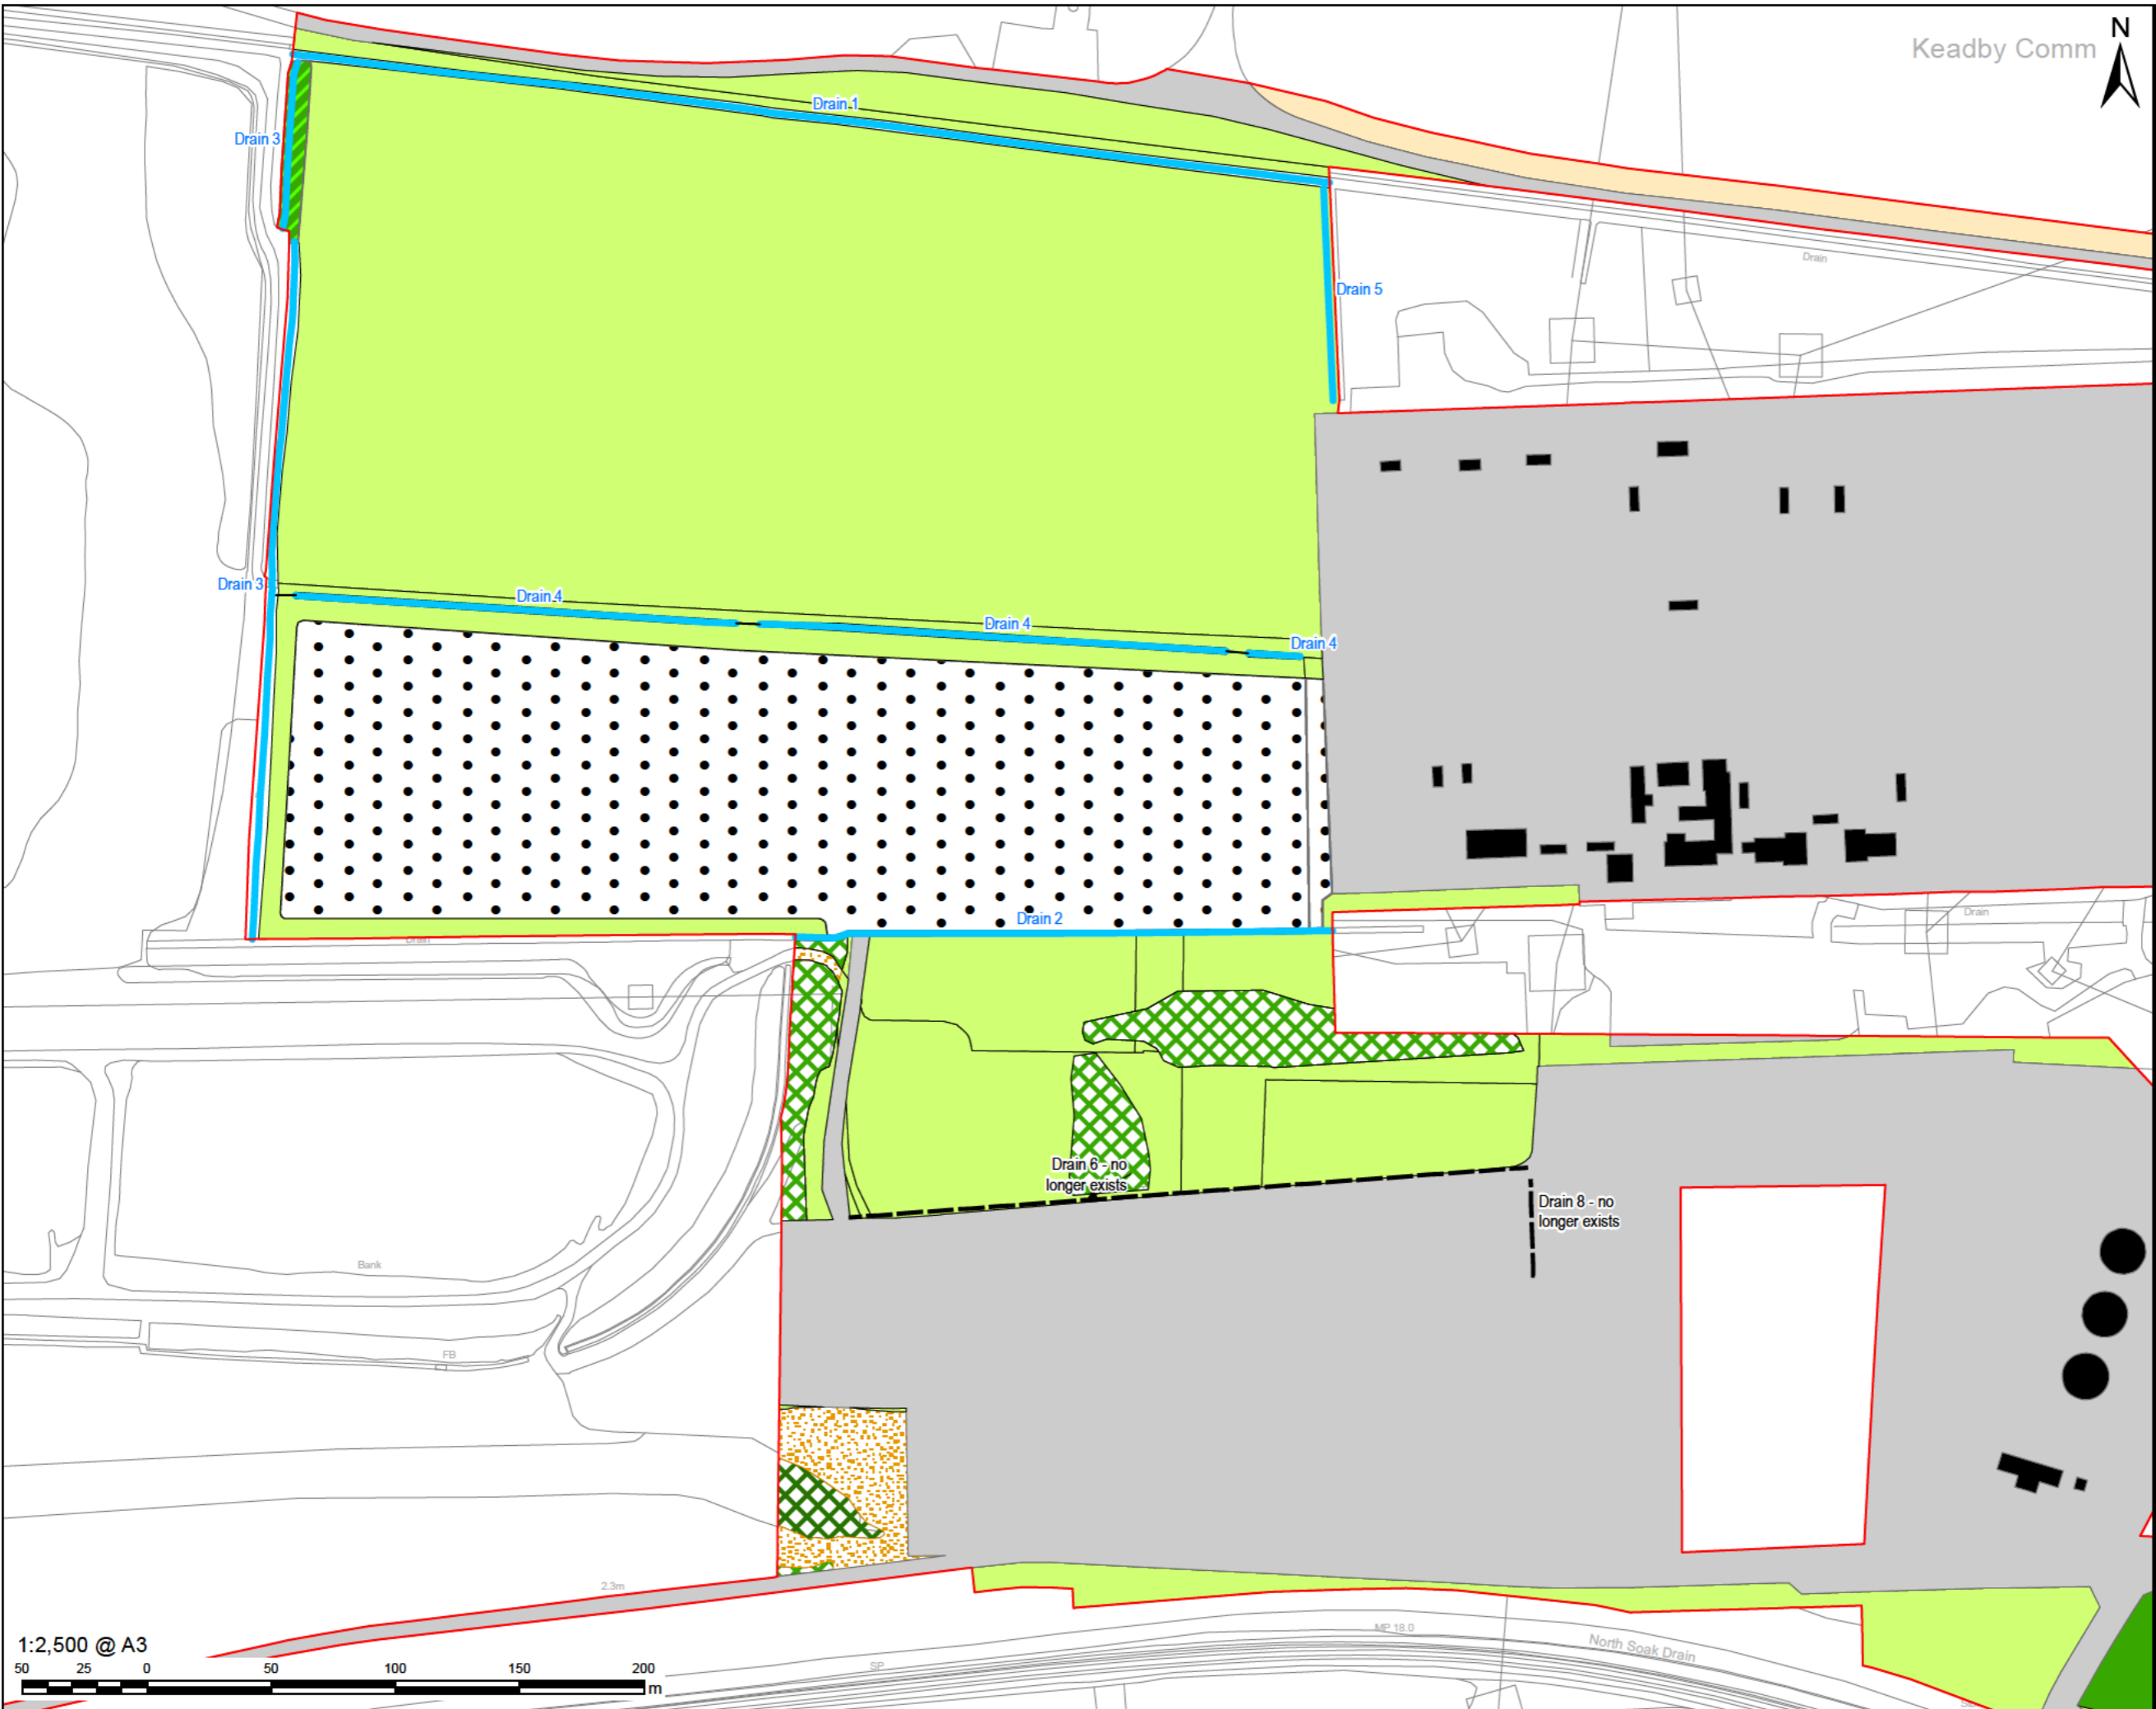 N
Keadby Comm
Drain 1
Drain 3
Drain
Drain 5
Drain 3
Drain 4
Drain 4
Drain 4
Drain 2
Drain
Drain
Drain 6 - no
longer exists
Drain 8 - no
longer exists
Bank
FB
2.3m
MP 18.0
North Soak Drain
SP
1:2,500 @ A3
50 25 0 50 100 150 200
m